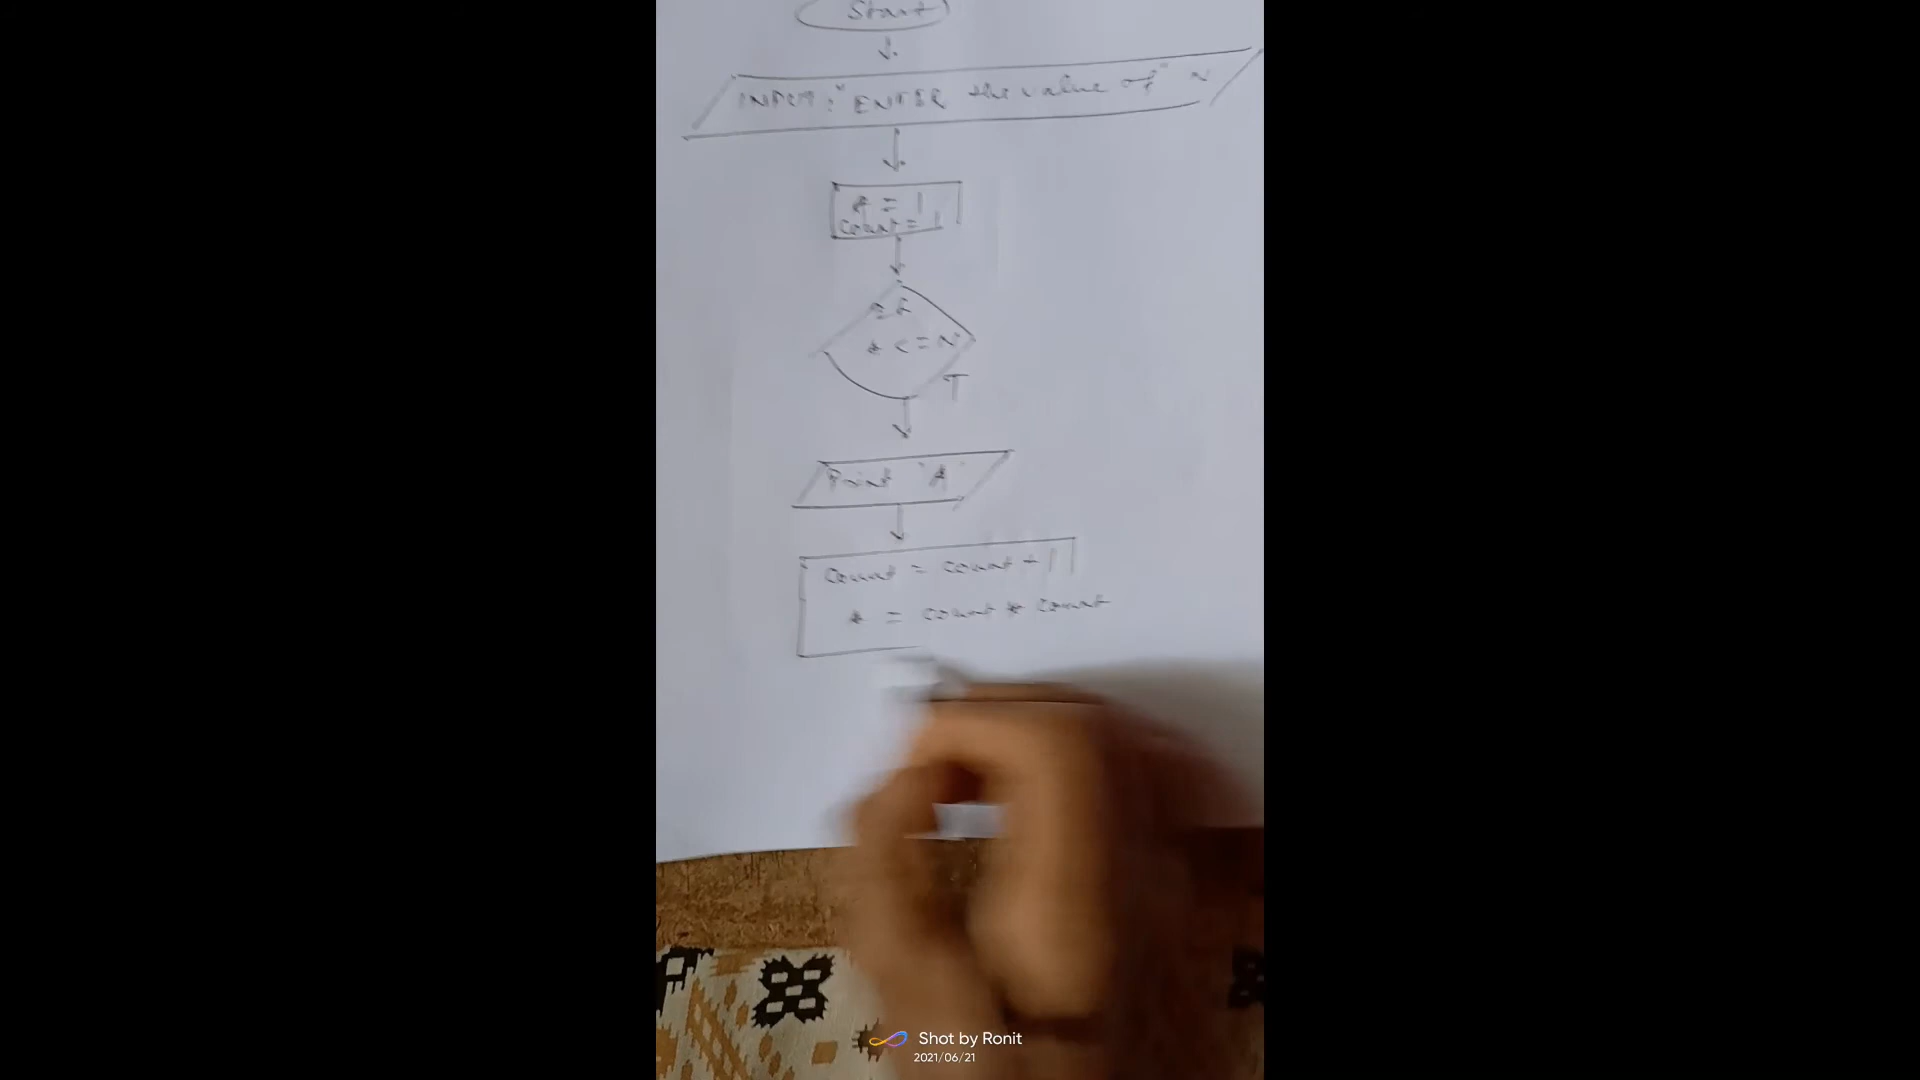 Start
INPUT: "ENTER the value of" N
A = 1
count = 1
If
A <= N
T
Print "A"
count = count + 1
A = count * count
Shot by Ronit
2021/06/21